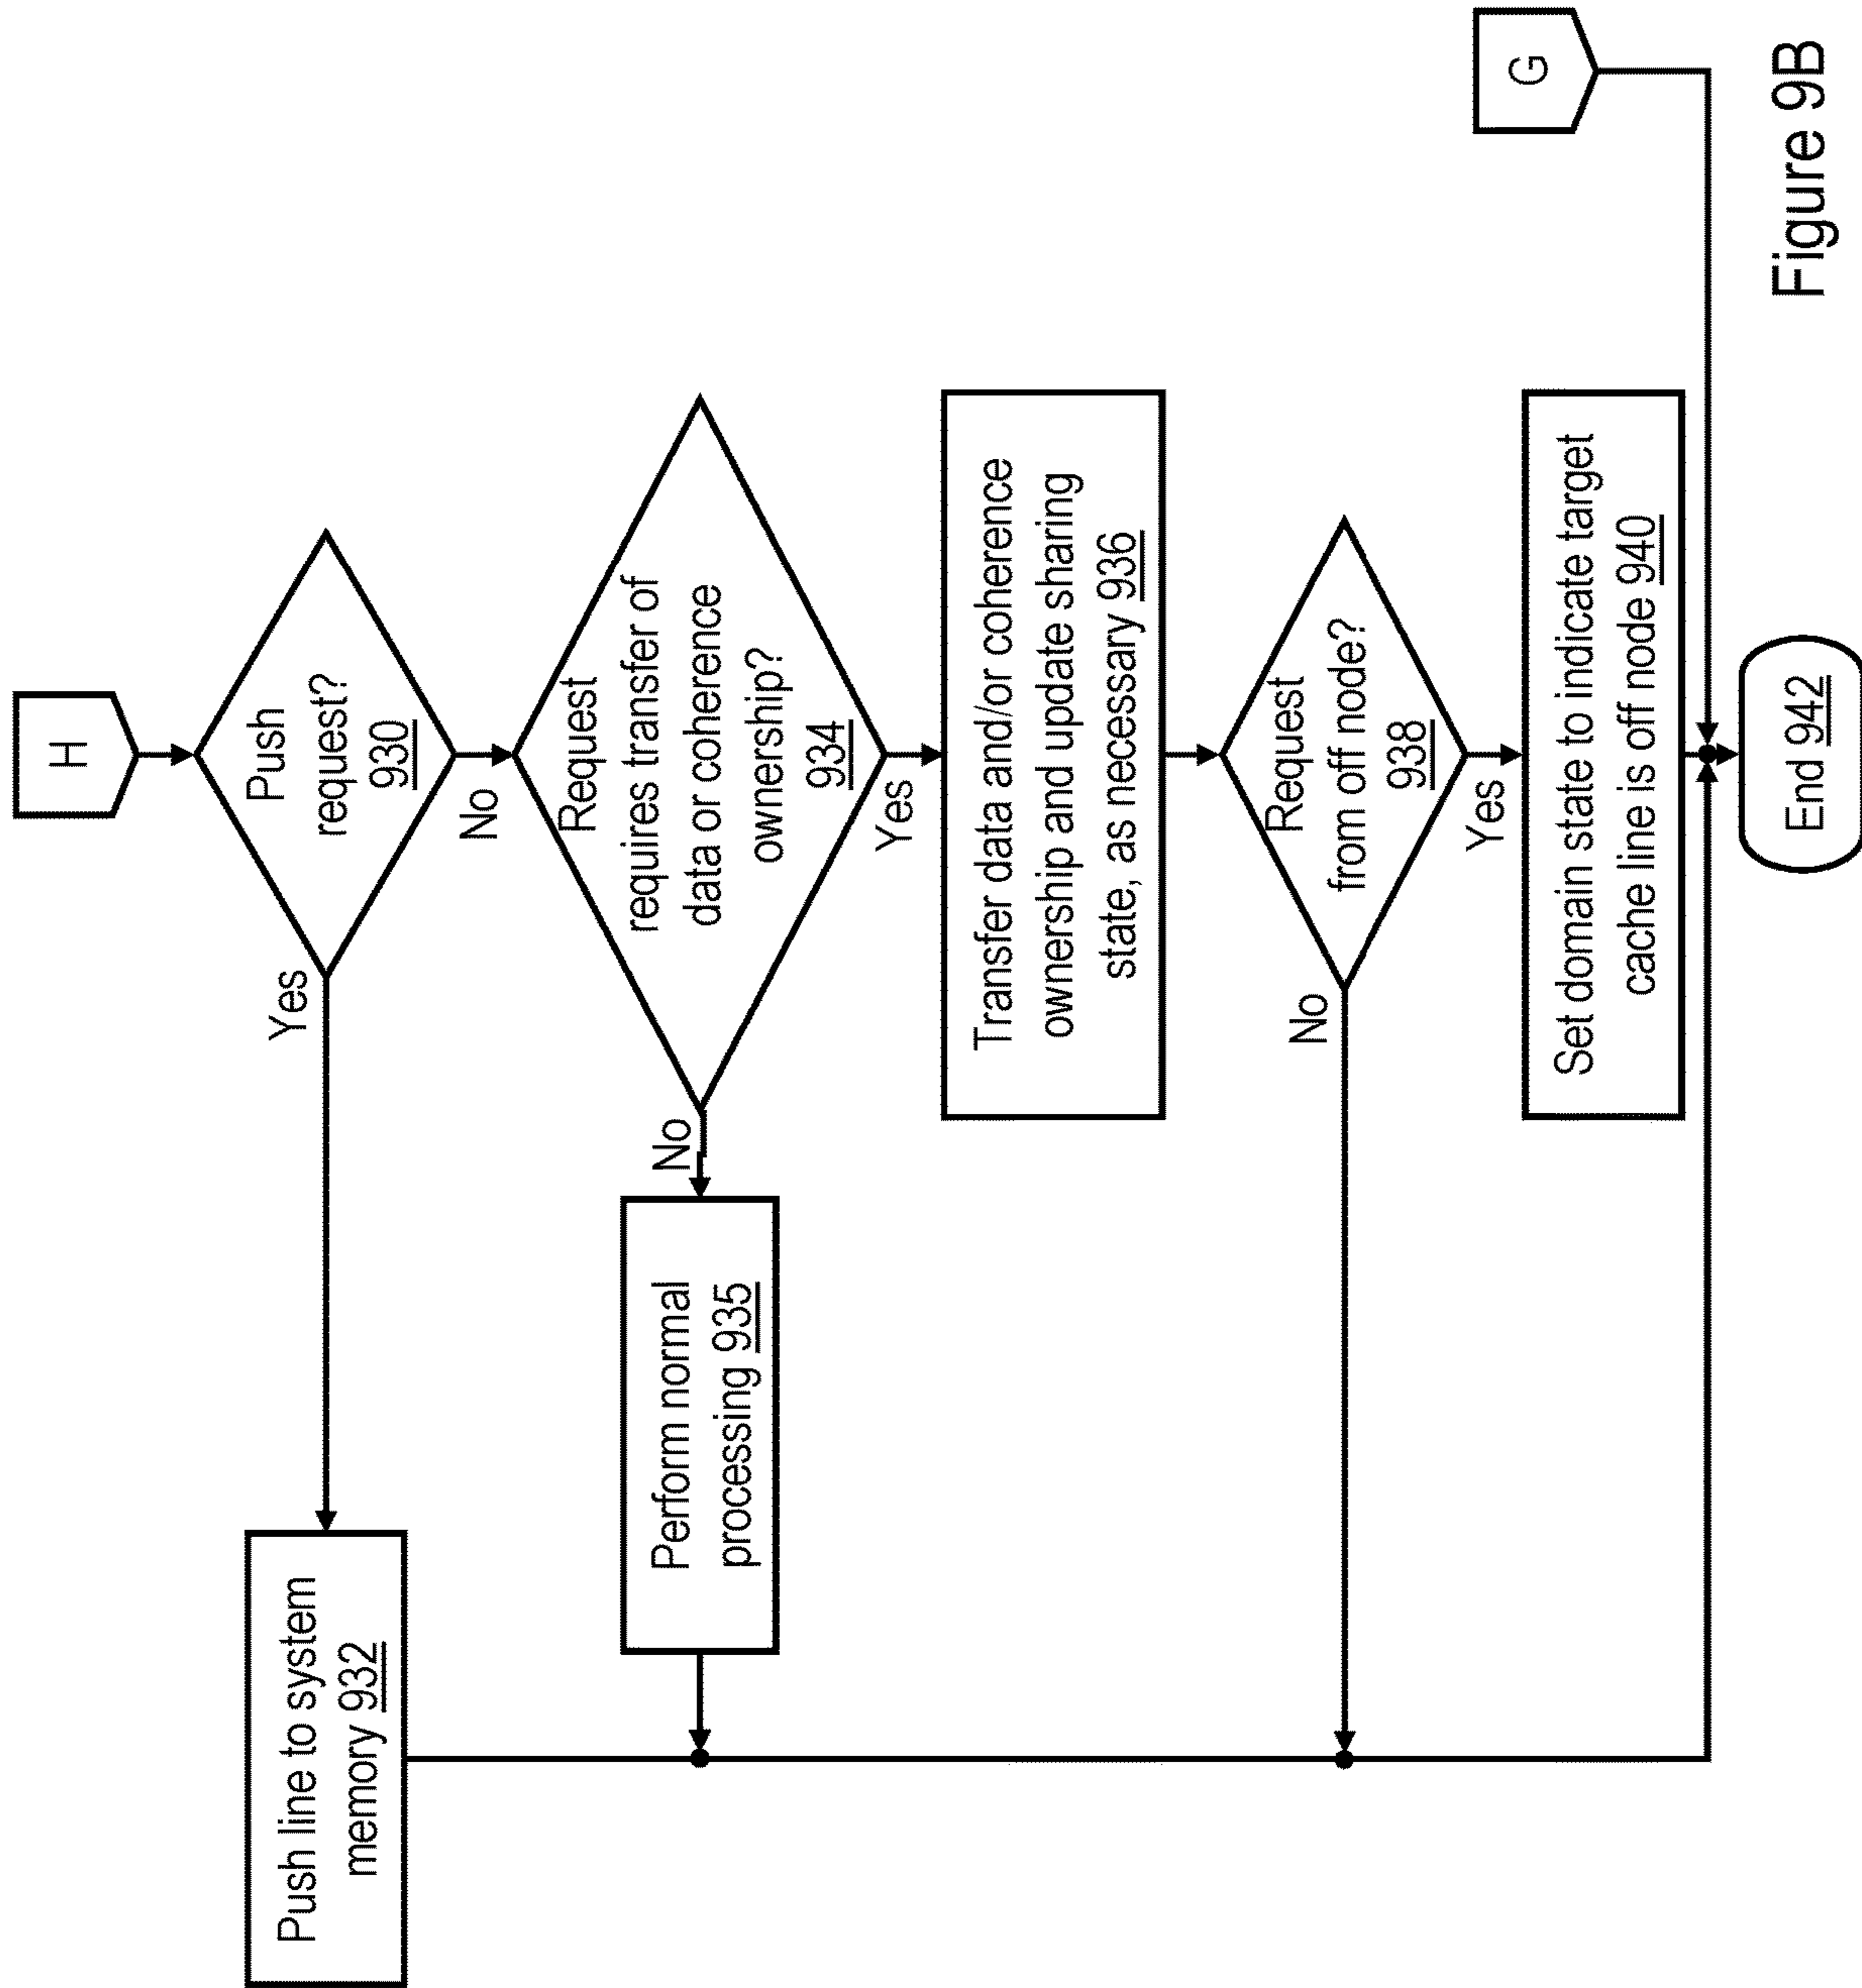 H
Push
request?
930
Yes
No
Push line to system
memory 932
Request
requires transfer of
data or coherence
ownership?
934
No
Yes
Perform normal
processing 935
Transfer data and/or coherence
ownership and update sharing
state, as necessary 936
Request
from off node?
938
No
Yes
Set domain state to indicate target
cache line is off node 940
G
End 942
Figure 9B